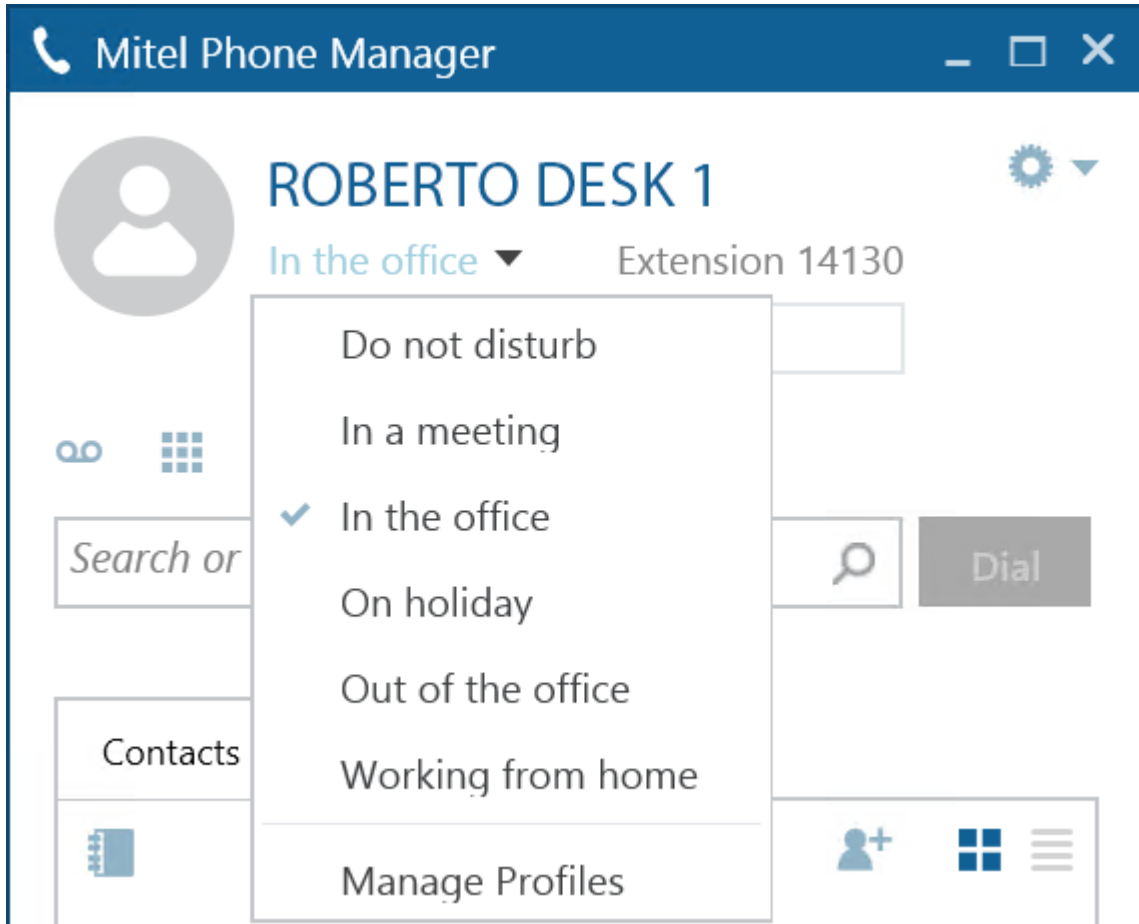 Mitel Phone Manager
ROBERTO DESK 1
In the office Extension 14130
Do not disturb
In a meeting
In the office
Search or
Dial
On holiday
Out of the office
Contacts
Working from home
Manage Profiles